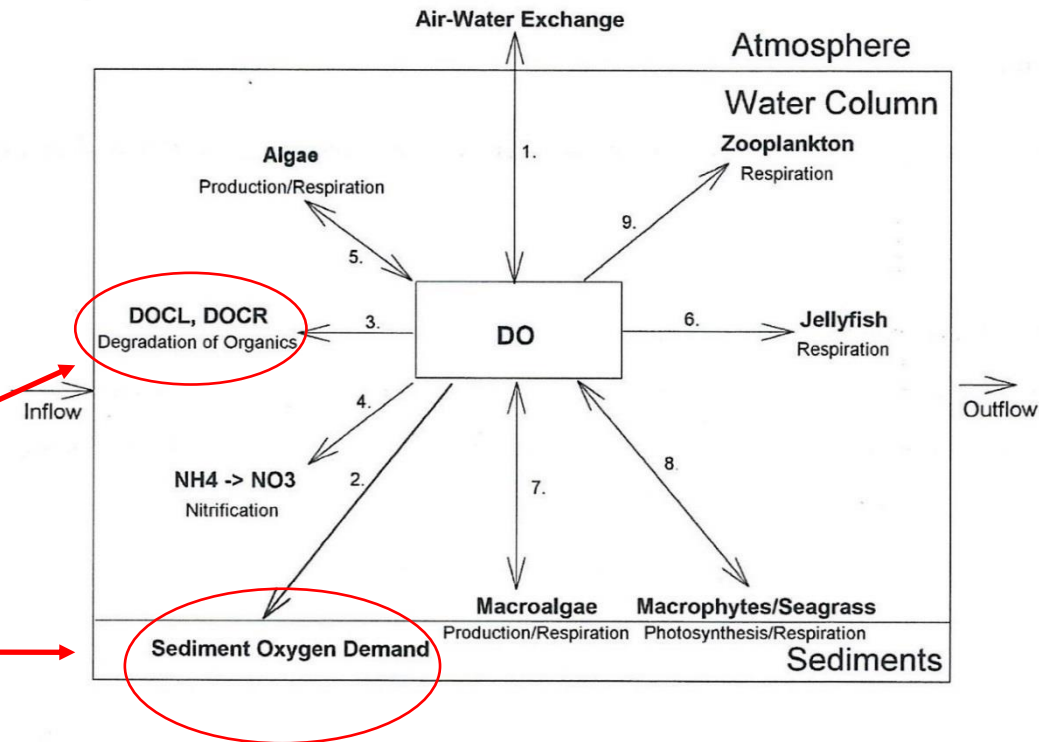 Air-Water Exchange
Atmosphere
Water Column
1.
Algae
Production/Respiration
Zooplankton
Respiration
9.
5.
DOCL, DOCR
Degradation of Organics
3.
DO
6.
Jellyfish
Respiration
Inflow
Outflow
4.
NH4 -> NO3
Nitrification
2.
7.
8.
Macroalgae
Production/Respiration
Macrophytes/Seagrass
Photosynthesis/Respiration
Sediment Oxygen Demand
Sediments